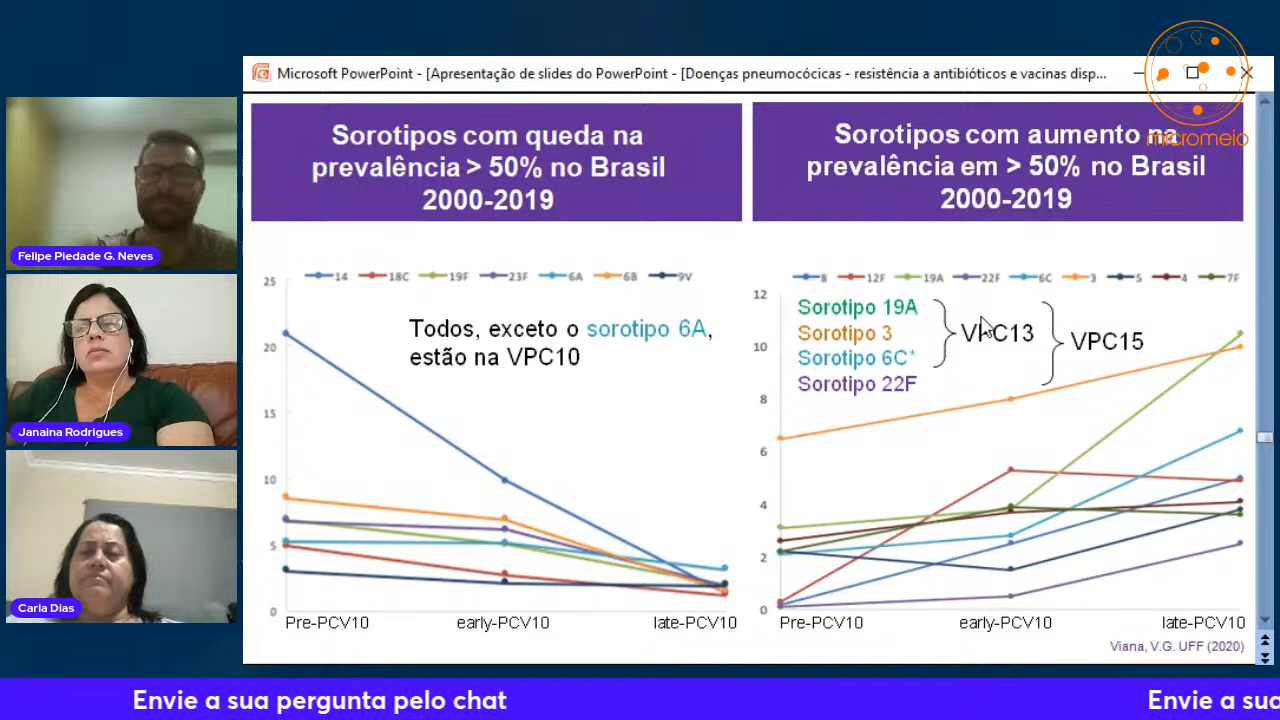 Microsoft PowerPoint - [Apresentação de slides do PowerPoint - [Doenças pneumocócicas - resistência a antibióticos e vacinas disp...
micromeio
Felipe Piedade G. Neves
Janaina Rodrigues
Carla Dias
Sorotipos com queda na
prevalência > 50% no Brasil
2000-2019
14 18C 19F 23F 6A 6B 9V
Todos, exceto o sorotipo 6A,
estão na VPC10
25
20
15
10
5
0
Pre-PCV10 early-PCV10 late-PCV10
Sorotipos com aumento na
prevalência em > 50% no Brasil
2000-2019
8 12F 19A 22F 6C 3 5 4 7F
Sorotipo 19A
Sorotipo 3
Sorotipo 6C*
Sorotipo 22F
VPC13
VPC15
12
10
8
6
4
2
0
Pre-PCV10 early-PCV10 late-PCV10
Viana, V.G. UFF (2020)
Envie a sua pergunta pelo chat
Envie a sua